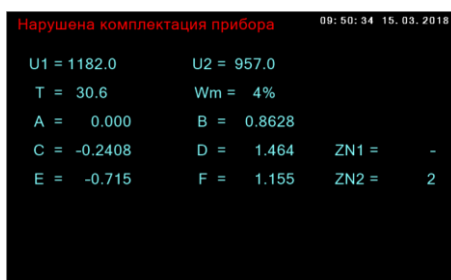 Нарушена комплектация прибора 09:50:34 15.03.2018
U1 = 1182.0 U2 = 957.0
T = 30.6 Wm = 4%
A = 0.000 B = 0.8628
C = -0.2408 D = 1.464 ZN1 = -
E = -0.715 F = 1.155 ZN2 = 2